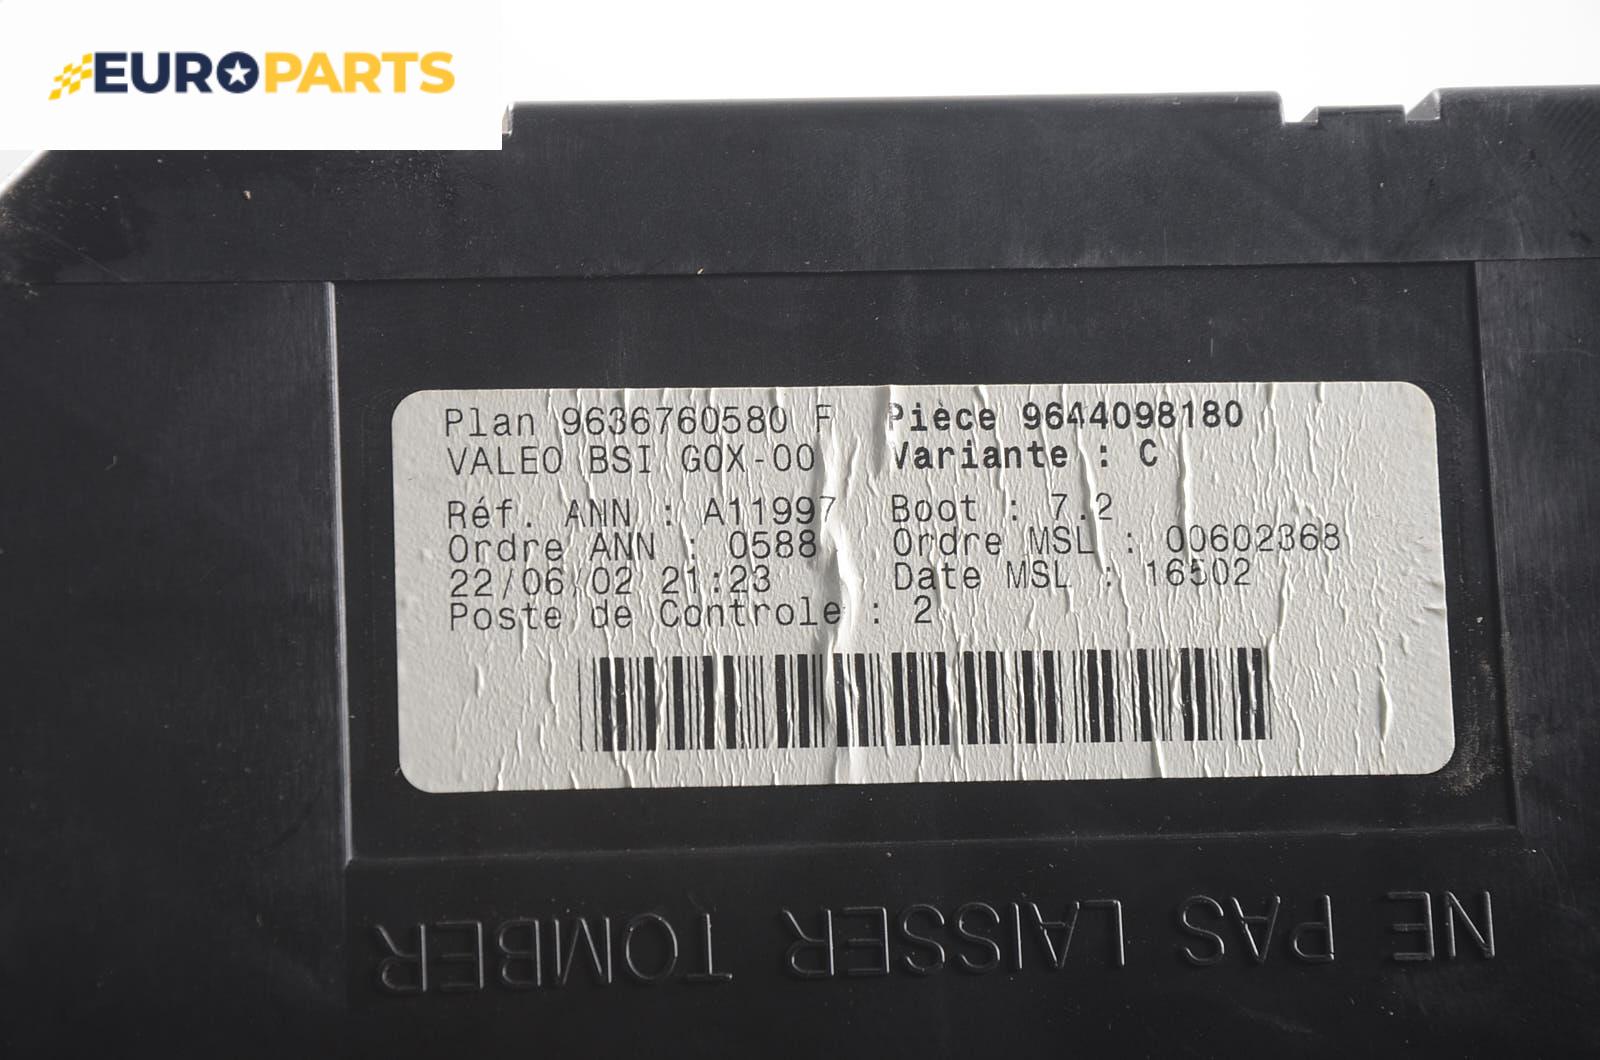 EUROPARTS
Plan 9636760580 F Pièce 9644098180
VALEO BSI GOX-00 Variante : C
Réf. ANN : A11997 Boot : 7.2
Ordre ANN : 0588 Ordre MSL : 00602368
22/06/02 21:23 Date MSL : 16502
Poste de Controle : 2
NE PAS LAISSER TOMBER